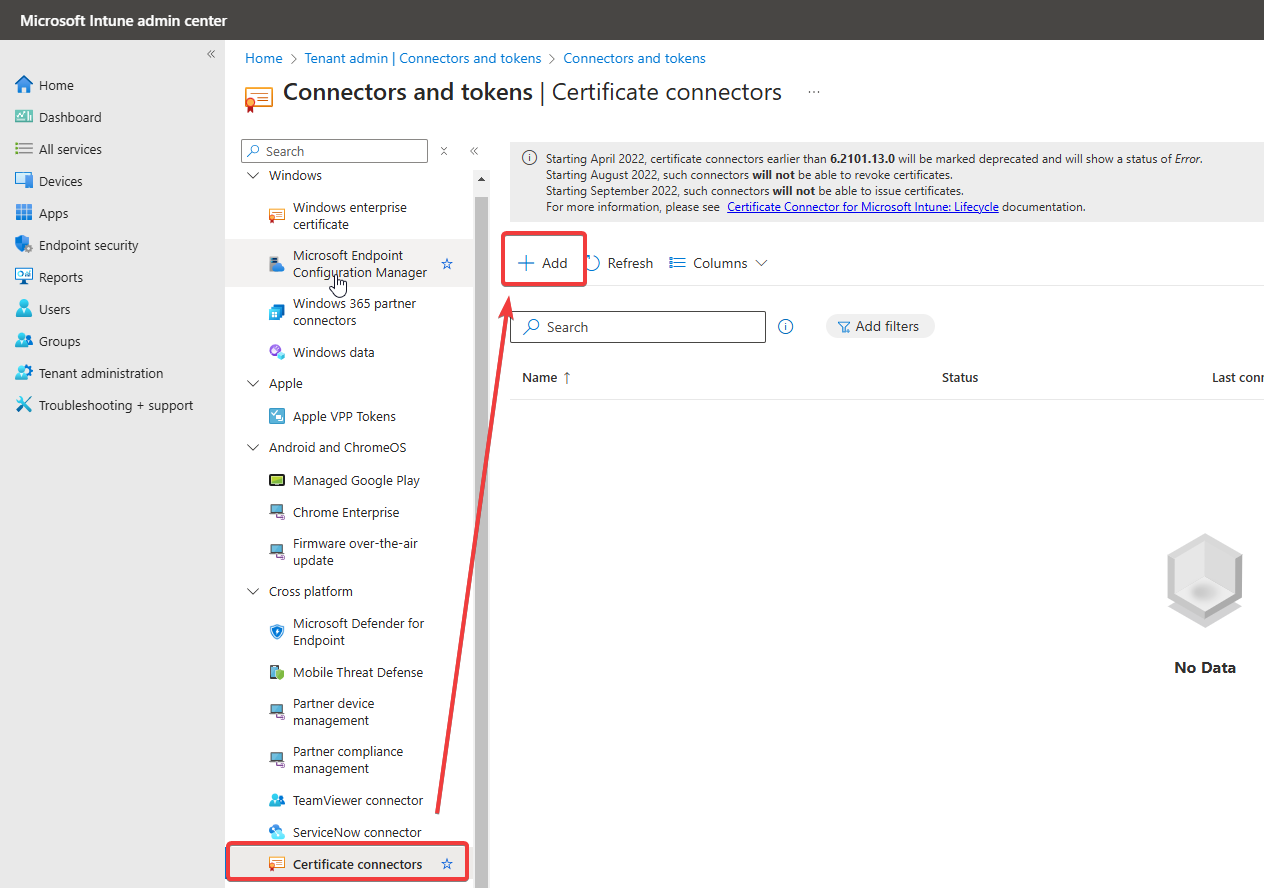 Microsoft Intune admin center
Home
Dashboard
All services
Devices
Apps
Endpoint security
Reports
Users
Groups
Tenant administration
Troubleshooting + support
Home > Tenant admin | Connectors and tokens > Connectors and tokens
Connectors and tokens | Certificate connectors
Search
Windows
Windows enterprise
certificate
Microsoft Endpoint
Configuration Manager
Windows 365 partner
connectors
Windows data
Apple
Apple VPP Tokens
Android and ChromeOS
Managed Google Play
Chrome Enterprise
Firmware over-the-air
update
Cross platform
Microsoft Defender for
Endpoint
Mobile Threat Defense
Partner device
management
Partner compliance
management
TeamViewer connector
ServiceNow connector
Certificate connectors
Starting April 2022, certificate connectors earlier than 6.2101.13.0 will be marked deprecated and will show a status of Error.
Starting August 2022, such connectors will not be able to revoke certificates.
Starting September 2022, such connectors will not be able to issue certificates.
For more information, please see Certificate Connector for Microsoft Intune: Lifecycle documentation.
Add Refresh Columns
Search Add filters
Name ↑ Status Last conn
No Data